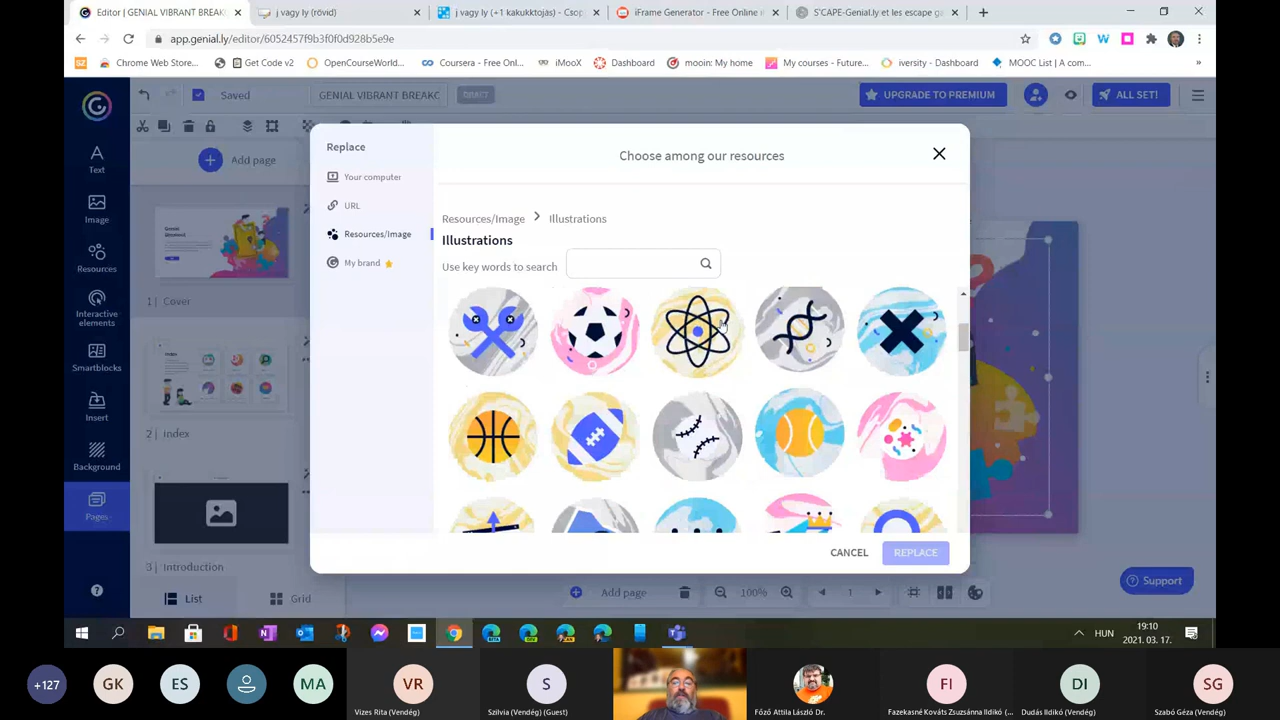 Editor | GENIAL VIBRANT BREAK
j vagy ly (rövid)
j vagy ly (+1 kakukktojás) - Csop
iFrame Generator - Free Online i
S'CAPE-Genial.ly et les escape g
app.genial.ly/editor/6052457f9b3f0f0d928b5e9e
Chrome Web Store...
Get Code v2
OpenCourseWorld...
Coursera - Free Onl...
iMooX
Dashboard
mooin: My home
My courses - Future...
iversity - Dashboard
MOOC List | A com...
Saved
GENIAL VIBRANT BREAKO
DRAFT
UPGRADE TO PREMIUM
ALL SET!
Add page
Text
Image
Resources
Interactive
elements
Smartblocks
Insert
Background
Pages
1 | Cover
2 | Index
3 | Introduction
List
Grid
Replace
Your computer
URL
Resources/Image
My brand
Choose among our resources
Resources/Image > Illustrations
Illustrations
Use key words to search
CANCEL
REPLACE
Add page
100%
1
Support
HUN
19:10
2021. 03. 17.
+127
GK
ES
MA
VR
S
FI
DI
SG
Vizes Rita (Vendég)
Szilvia (Vendég) (Guest)
Főző Attila László Dr.
Fazekasné Kováts Zsuzsánna Ildikó (...
Dudás Ildikó (Vendég)
Szabó Géza (Vendég)